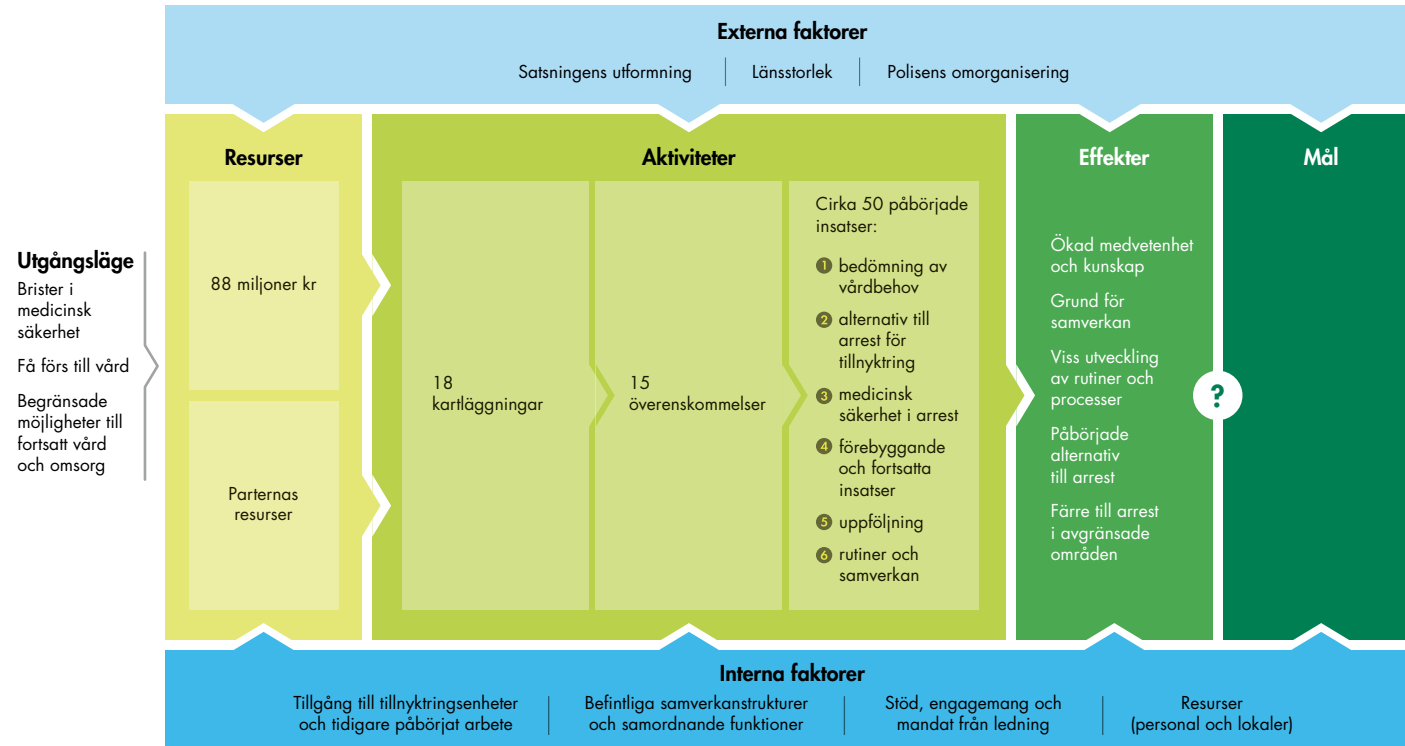 Externa faktorer
Satsningens utformning
Länsstorlek
Polisens omorganisering
Utgångsläge
Brister i
medicinsk
säkerhet
Få förs till vård
Begränsade
möjligheter till
fortsatt vård
och omsorg
Resurser
88 miljoner kr
Parternas
resurser
Aktiviteter
18
kartläggningar
15
överenskommelser
Cirka 50 påbörjade
insatser:
1 bedömning av
vårdbehov
2 alternativ till
arrest för
tillnyktring
3 medicinsk
säkerhet i arrest
4 förebyggande
och fortsatta
insatser
5 uppföljning
6 rutiner och
samverkan
Effekter
Ökad medvetenhet
och kunskap
Grund för
samverkan
Viss utveckling
av rutiner och
processer
Påbörjade
alternativ
till arrest
Färre till arrest
i avgränsade
områden
?
Mål
Interna faktorer
Tillgång till tillnyktringsenheter
och tidigare påbörjat arbete
Befintliga samverkanstrukturer
och samordnande funktioner
Stöd, engagemang och
mandat från ledning
Resurser
(personal och lokaler)